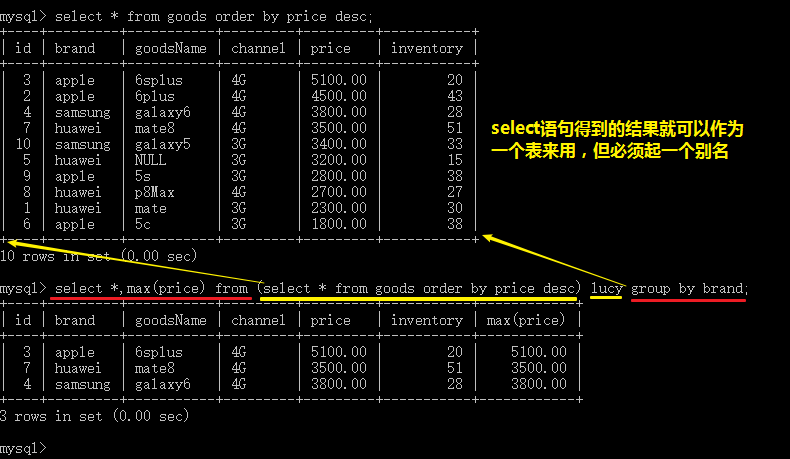 mysql> select * from goods order by price desc;
+----+---------+------------+---------+---------+-----------+
| id | brand | goodsName | channel | price | inventory |
+----+---------+------------+---------+---------+-----------+
| 3 | apple | 6splus | 4G | 5100.00 | 20 |
| 2 | apple | 6plus | 4G | 4500.00 | 43 |
| 4 | samsung | galaxy6 | 4G | 3800.00 | 28 |
| 7 | huawei | mate8 | 4G | 3500.00 | 51 |
| 10 | samsung | galaxy5 | 3G | 3400.00 | 33 |
| 5 | huawei | NULL | 3G | 3200.00 | 15 |
| 9 | apple | 5s | 3G | 2800.00 | 38 |
| 8 | huawei | p8Max | 4G | 2700.00 | 27 |
| 1 | huawei | mate | 3G | 2300.00 | 30 |
| 6 | apple | 5c | 3G | 1800.00 | 38 |
+----+---------+------------+---------+---------+-----------+
10 rows in set (0.00 sec)
select语句得到的结果就可以作为
一个表来用，但必须起一个别名
mysql> select *,max(price) from (select * from goods order by price desc) lucy group by brand;
+----+---------+------------+---------+---------+-----------+------------+
| id | brand | goodsName | channel | price | inventory | max(price) |
+----+---------+------------+---------+---------+-----------+------------+
| 3 | apple | 6splus | 4G | 5100.00 | 20 | 5100.00 |
| 7 | huawei | mate8 | 4G | 3500.00 | 51 | 3500.00 |
| 4 | samsung | galaxy6 | 4G | 3800.00 | 28 | 3800.00 |
+----+---------+------------+---------+---------+-----------+------------+
3 rows in set (0.00 sec)
mysql>